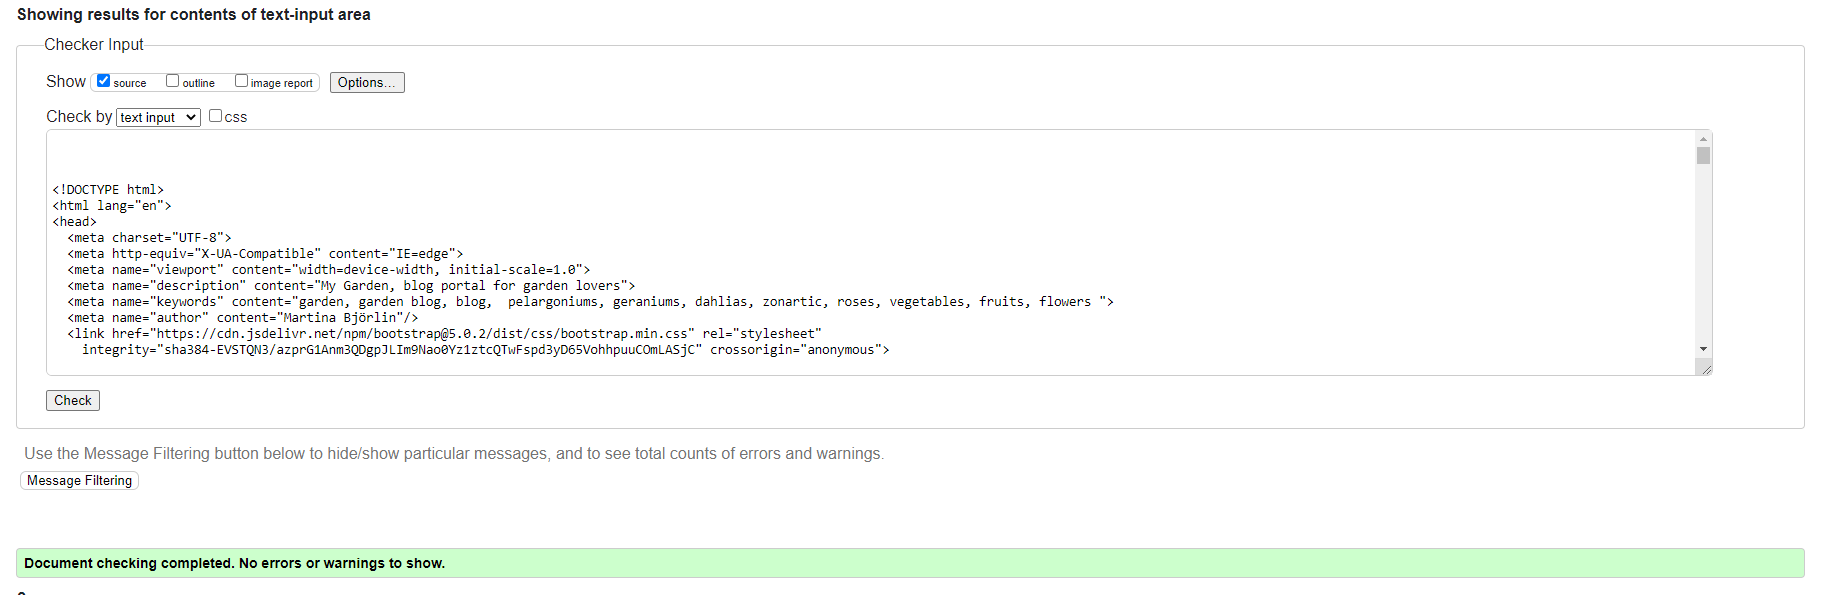 Showing results for contents of text-input area
Checker Input
Show source outline image report Options...
Check by text input css
<!DOCTYPE html>
<html lang="en">
<head>
<meta charset="UTF-8">
<meta http-equiv="X-UA-Compatible" content="IE=edge">
<meta name="viewport" content="width=device-width, initial-scale=1.0">
<meta name="description" content="My Garden, blog portal for garden lovers">
<meta name="keywords" content="garden, garden blog, blog,  pelargoniums, geraniums, dahlias, zonartic, roses, vegetables, fruits, flowers ">
<meta name="author" content="Martina Björlin"/>
<link href="https://cdn.jsdelivr.net/npm/bootstrap@5.0.2/dist/css/bootstrap.min.css" rel="stylesheet"
integrity="sha384-EVSTQN3/azprG1Anm3QDgpJLIm9Nao0Yz1ztcQTwFspd3yD65VohhpuuCOmLASjC" crossorigin="anonymous">
Check
Use the Message Filtering button below to hide/show particular messages, and to see total counts of errors and warnings.
Message Filtering
Document checking completed. No errors or warnings to show.